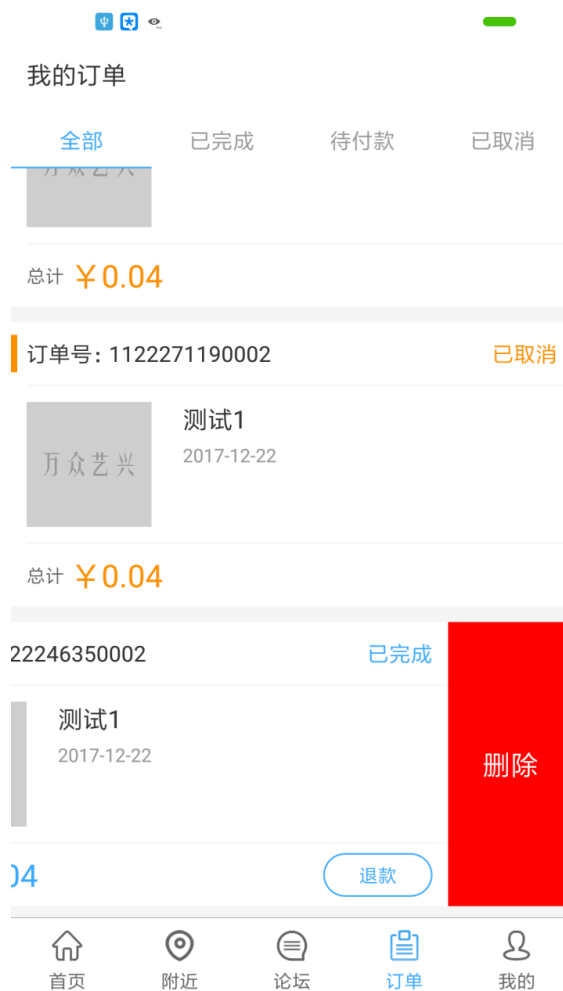 我的订单
全部 已完成 待付款 已取消
总计 ￥0.04
订单号: 1122271190002 已取消
万众艺兴
测试1
2017-12-22
总计 ￥0.04
22246350002 已完成
测试1
2017-12-22
删除
04 退款
首页 附近 论坛 订单 我的